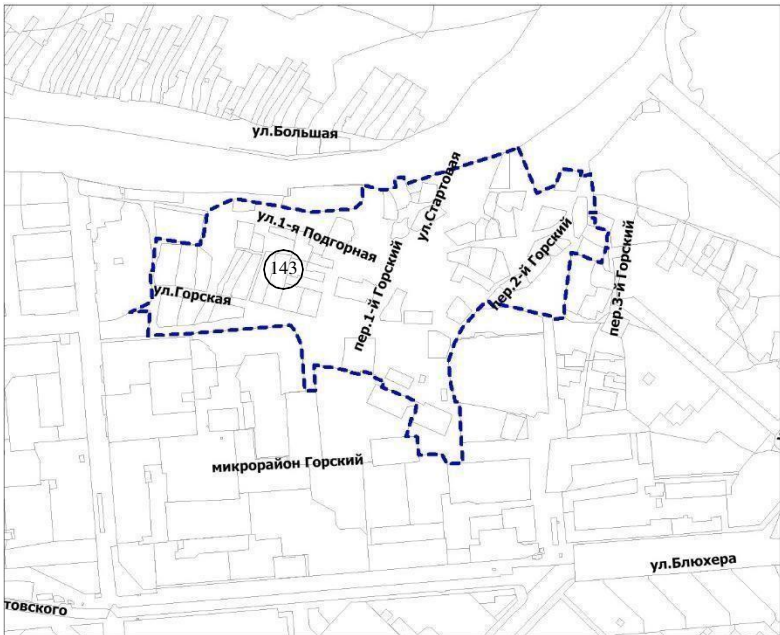 ул.Большая
ул.Стартовая
ул.1-я Подгорная
143
ул.Горская
пер.1-й Горский
пер.2-й Горский
пер.3-й Горский
микрорайон Горский
ул.Блюхера
товского